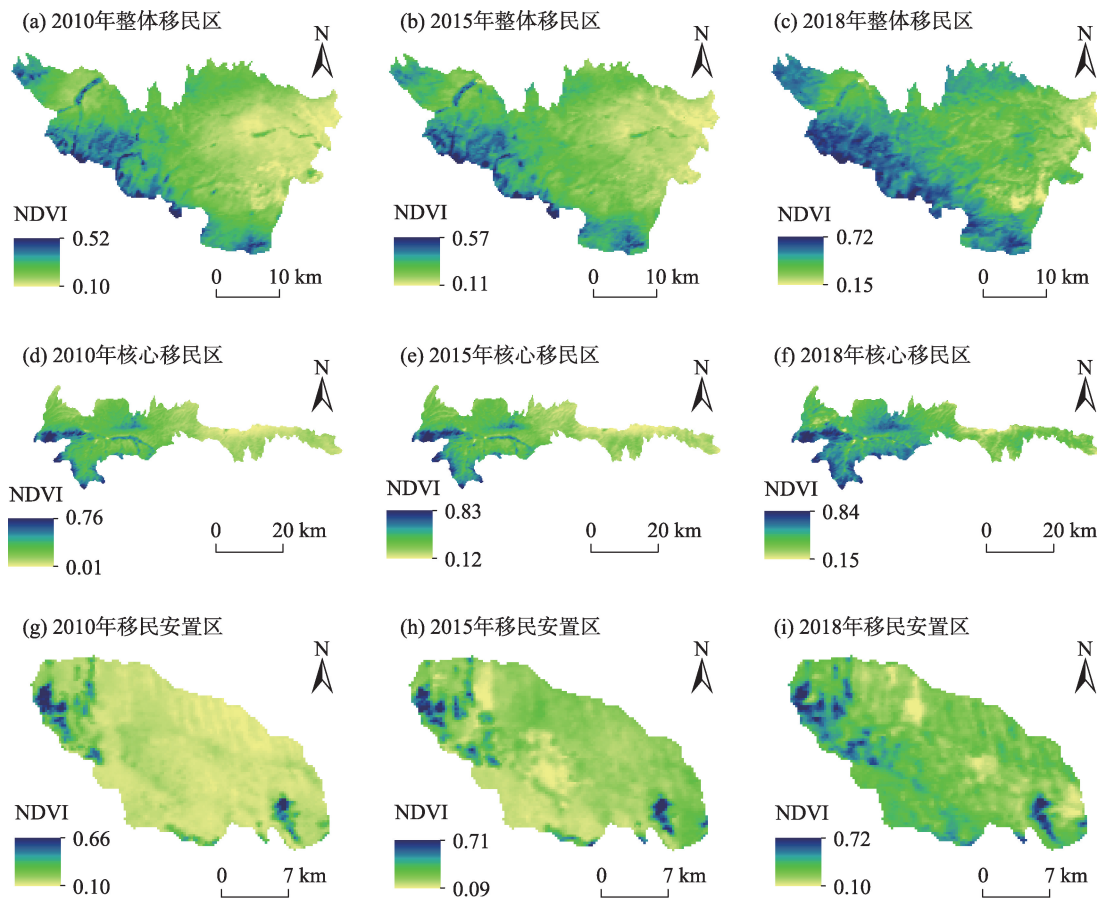 (a) 2010年整体移民区
(b) 2015年整体移民区
(c) 2018年整体移民区
N
N
N
NDVI
0.52
0.10
0 10 km
NDVI
0.57
0.11
0 10 km
NDVI
0.72
0.15
0 10 km
(d) 2010年核心移民区
(e) 2015年核心移民区
(f) 2018年核心移民区
N
N
N
NDVI
0.76
0.01
0 20 km
NDVI
0.83
0.12
0 20 km
NDVI
0.84
0.15
0 20 km
(g) 2010年移民安置区
(h) 2015年移民安置区
(i) 2018年移民安置区
N
N
N
NDVI
0.66
0.10
0 7 km
NDVI
0.71
0.09
0 7 km
NDVI
0.72
0.10
0 7 km